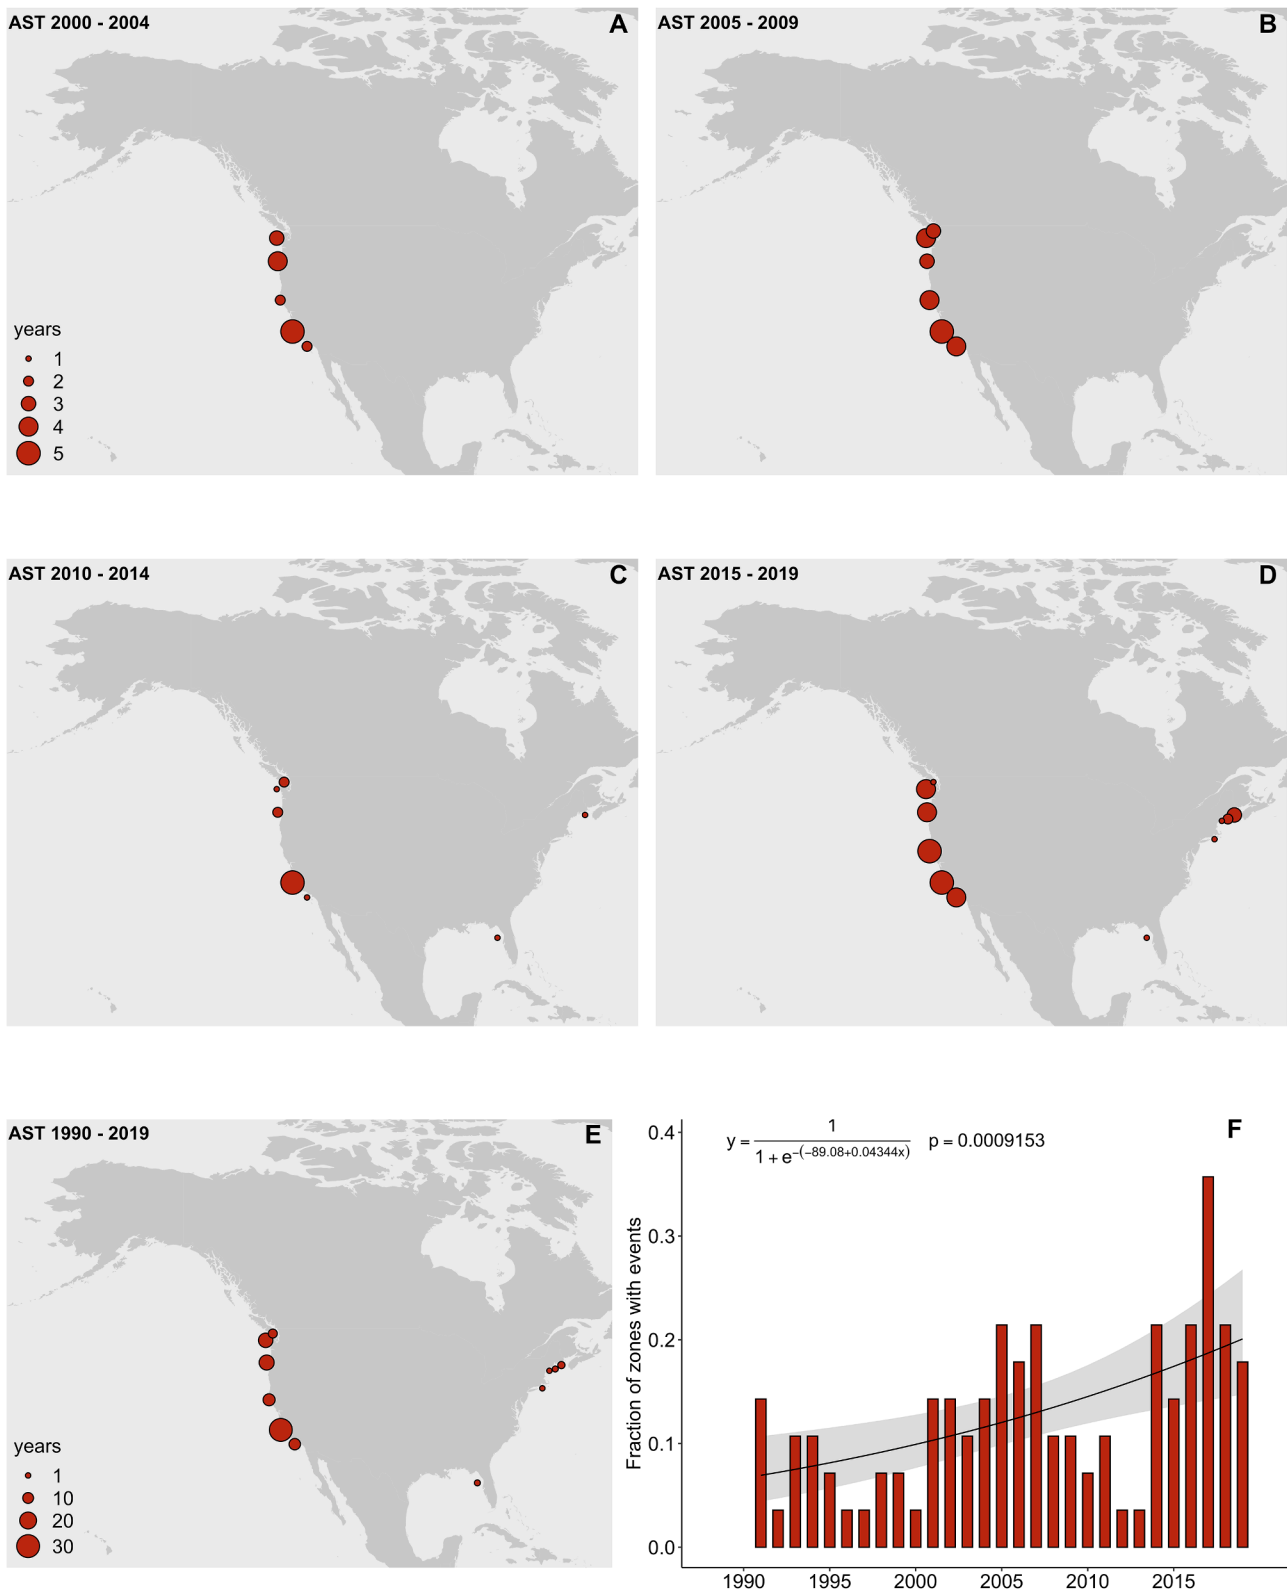 AST 2000 - 2004
A
years
1
2
3
4
5
AST 2005 - 2009
B
AST 2010 - 2014
C
AST 2015 - 2019
D
AST 1990 - 2019
E
years
1
10
20
30
F
y = 1 / 1 + e−(−89.08+0.04344x) p = 0.0009153
Fraction of zones with events
0.4
0.3
0.2
0.1
0.0
1990 1995 2000 2005 2010 2015